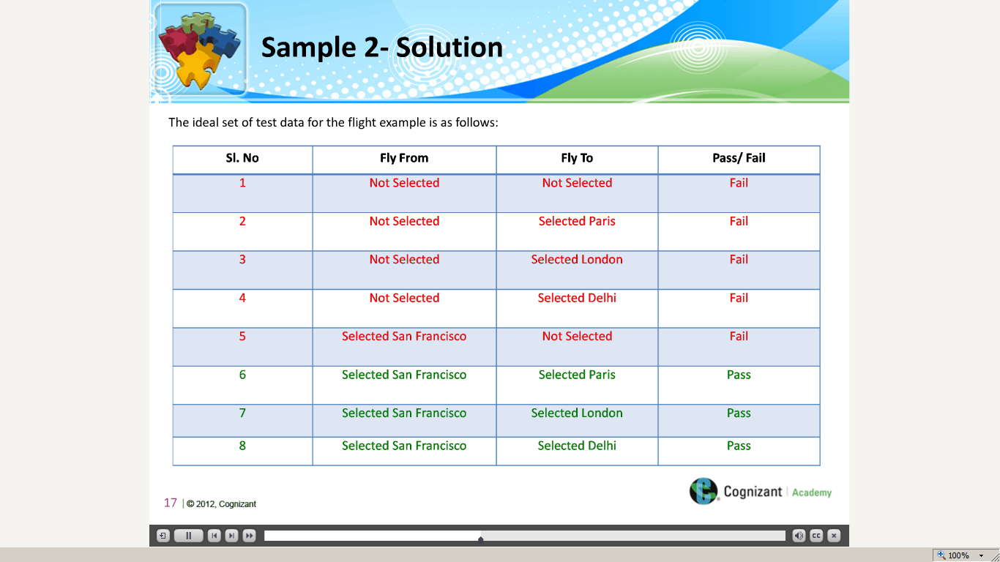 Sample 2- Solution
The ideal set of test data for the flight example is as follows:
Sl. No Fly From Fly To Pass/ Fail
1 Not Selected Not Selected Fail
2 Not Selected Selected Paris Fail
3 Not Selected Selected London Fail
4 Not Selected Selected Delhi Fail
5 Selected San Francisco Not Selected Fail
6 Selected San Francisco Selected Paris Pass
7 Selected San Francisco Selected London Pass
8 Selected San Francisco Selected Delhi Pass
Cognizant | Academy
17 | © 2012, Cognizant
CC
100%